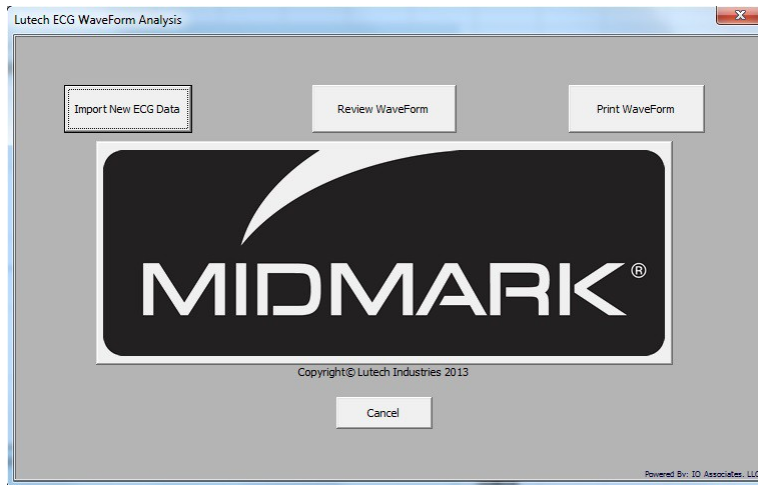 Lutech ECG WaveForm Analysis
Import New ECG Data
Review WaveForm
Print WaveForm
MIDMARK®
Copyright© Lutech Industries 2013
Cancel
Powered By: IO Associates, LLC